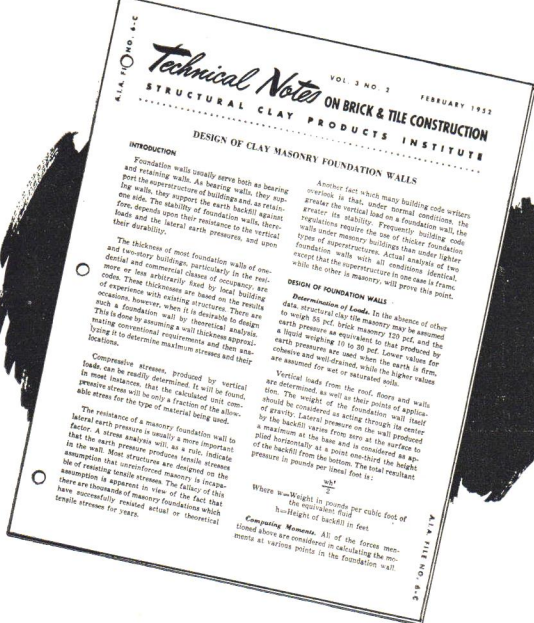 A.I.A. FILE NO. 6-C
Technical Notes
VOL. 3 NO. 2 FEBRUARY 1952
ON BRICK & TILE CONSTRUCTION
STRUCTURAL CLAY PRODUCTS INSTITUTE
DESIGN OF CLAY MASONRY FOUNDATION WALLS
INTRODUCTION
Foundation walls usually serve both as bearing
and retaining walls. As bearing walls, they sup-
port the superstructure of buildings and, as retain-
ing walls, they support the earth backfill against
one side. The stability of foundation walls, there-
fore, depends upon their resistance to the vertical
loads and the lateral earth pressures, and upon
their durability.
The thickness of most foundation walls of one-
and two-story buildings, particularly in the resi-
dential and commercial classes of occupancy, are
more or less arbitrarily fixed by local building
codes. These thicknesses are based on the results
of experience with existing structures. There are
occasions, however, when it is desirable to design
such a foundation wall by theoretical analysis.
This is done by assuming a wall thickness approxi-
mating conventional requirements and then ana-
lyzing it to determine maximum stresses and their
locations.
Compressive stresses, produced by vertical
loads, can be readily determined. It will be found,
in most instances, that the calculated unit com-
pressive stress will be only a fraction of the allow-
able stress for the type of material being used.
The resistance of a masonry foundation wall to
lateral earth pressure is usually a more important
factor. A stress analysis will, as a rule, indicate
that the earth pressure produces tensile stresses
in the wall. Most structures are designed on the
assumption that unreinforced masonry is incapa-
ble of resisting tensile stresses. The fallacy of this
assumption is apparent in view of the fact that
there are thousands of masonry foundations which
have successfully resisted actual or theoretical
tensile stresses for years.
Another fact which many building code writers
overlook is that, under normal conditions, the
greater the vertical load on a foundation wall, the
greater its stability. Frequently building code
regulations require the use of thicker foundation
walls under masonry buildings than under lighter
types of superstructures. Actual analysis of two
foundation walls with all conditions identical,
except that the superstructure in one case is frame,
while the other is masonry, will prove this point.
DESIGN OF FOUNDATION WALLS
Determination of Loads. In the absence of other
data, structural clay tile masonry may be assumed
to weigh 55 pcf, brick masonry 120 pcf, and the
earth pressure as equivalent to that produced by
a liquid weighing 10 to 30 pcf. Lower values for
earth pressures are used when the earth is firm,
cohesive and well-drained, while the higher values
are assumed for wet or saturated soils.
Vertical loads from the roof, floors and walls
are determined, as well as their points of applica-
tion. The weight of the foundation wall itself
should be considered as acting through its center
of gravity. Lateral pressure on the wall produced
by the backfill varies from zero at the surface to
a maximum at the base and is considered as ap-
plied horizontally at a point one-third the height
of the backfill from the bottom. The total resultant
pressure in pounds per lineal foot is:
wh²
2
Where w=Weight in pounds per cubic foot of
the equivalent fluid
h=Height of backfill in feet
Computing Moments. All of the forces men-
tioned above are considered in calculating the mo-
ments at various points in the foundation wall.
A.I.A. FILE NO. 6-C